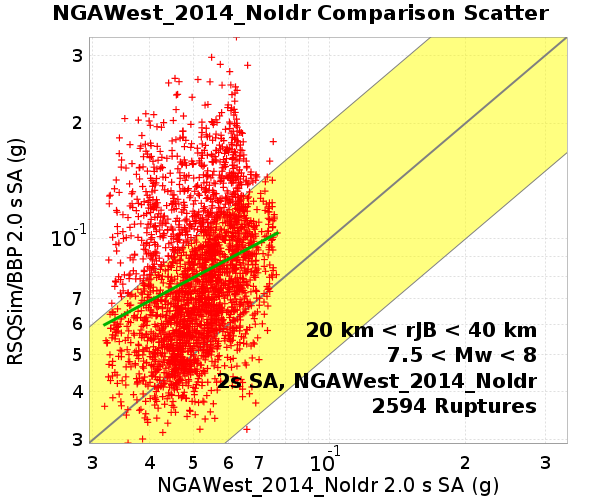 NGAWest_2014_NoIdr Comparison Scatter
RSQSim/BBP 2.0 s SA (g)
3
2
10-1
7
6
5
4
3
20 km < rJB < 40 km
7.5 < Mw < 8
2s SA, NGAWest_2014_NoIdr
2594 Ruptures
3 4 5 6 7 10-1 2 3
NGAWest_2014_NoIdr 2.0 s SA (g)